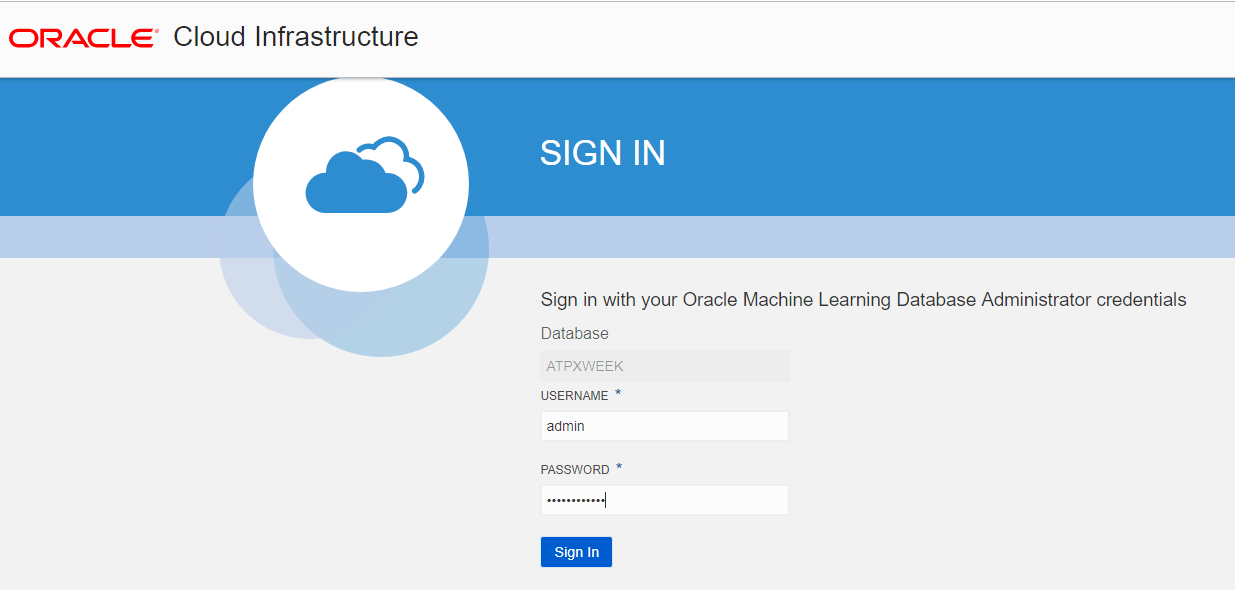 ORACLE® Cloud Infrastructure
SIGN IN
Sign in with your Oracle Machine Learning Database Administrator credentials
Database
ATPXWEEK
USERNAME *
admin
PASSWORD *
••••••••••••
Sign In